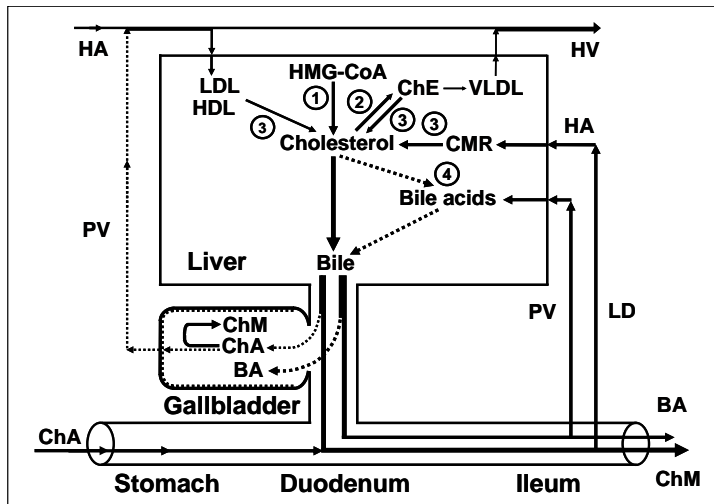 HA
HV
LDL
HDL
HMG-CoA
ChE
VLDL
1
2
3
3
3
Cholesterol
CMR
HA
4
Bile acids
PV
Liver
Bile
PV
LD
ChM
ChA
BA
Gallbladder
BA
ChA
ChM
Stomach
Duodenum
Ileum